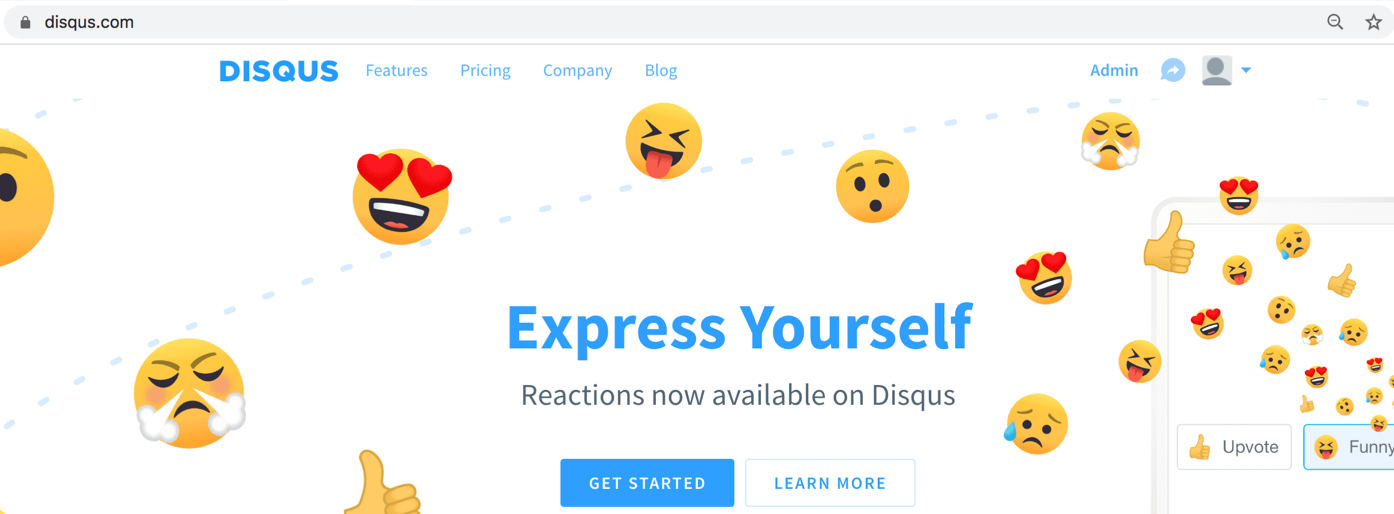 disqus.com
DISQUS Features Pricing Company Blog Admin
Express Yourself
Reactions now available on Disqus
GET STARTED LEARN MORE
Upvote Funny